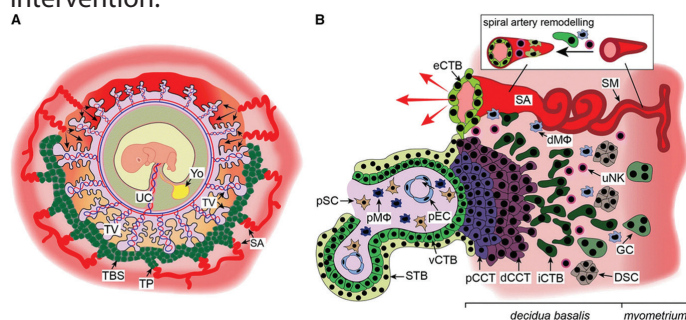 intervention.
A
Yo
UC
TV
TV
TBS
TP
SA
B
spiral artery remodelling
eCTB
SA
SM
dMΦ
uNK
pSC
pMΦ
pEC
vCTB
STB
pCCT
dCCT
iCTB
GC
DSC
decidua basalis
myometrium